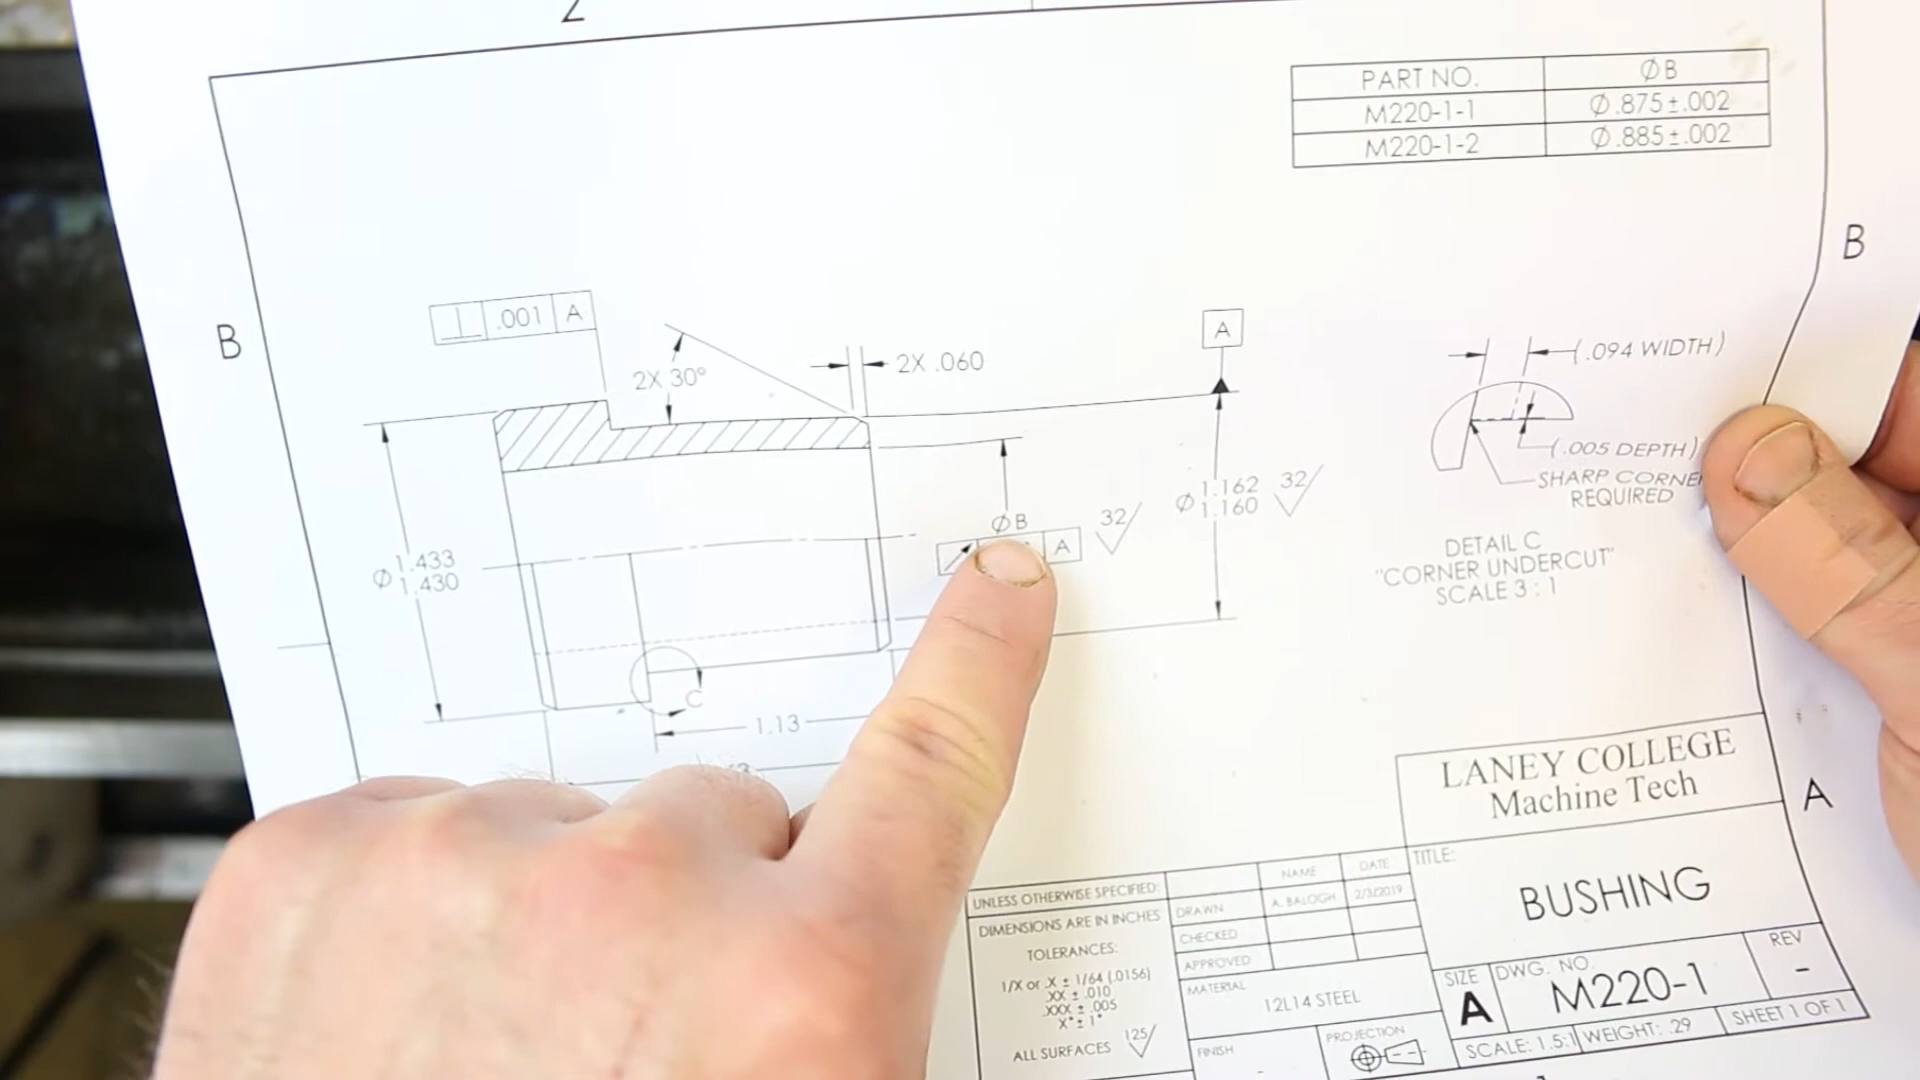 PART NO. ØB
M220-1-1 Ø.875±.002
M220-1-2 Ø.885±.002
B
B
⊥ .001 A
2X 30°
2X .060
A
(.094 WIDTH)
(.005 DEPTH)
SHARP CORNE
REQUIRED
DETAIL C
"CORNER UNDERCUT"
SCALE 3 : 1
Ø 1.433
1.430
ØB
A
32
Ø 1.162
1.160
32
C
1.13
LANEY COLLEGE
Machine Tech
A
TITLE:
BUSHING
UNLESS OTHERWISE SPECIFIED:
DIMENSIONS ARE IN INCHES
TOLERANCES:
1/X or .X ± 1/64 (.0156)
.XX ± .010
.XXX ± .005
X° ± 1°
ALL SURFACES 125
NAME DATE
DRAWN A. BALOGH 2/3/2019
CHECKED
APPROVED
MATERIAL
12L14 STEEL
FINISH
-
PROJECTION
SIZE
A
DWG. NO.
M220-1
REV
-
SCALE: 1.5:1 WEIGHT: .29 SHEET 1 OF 1